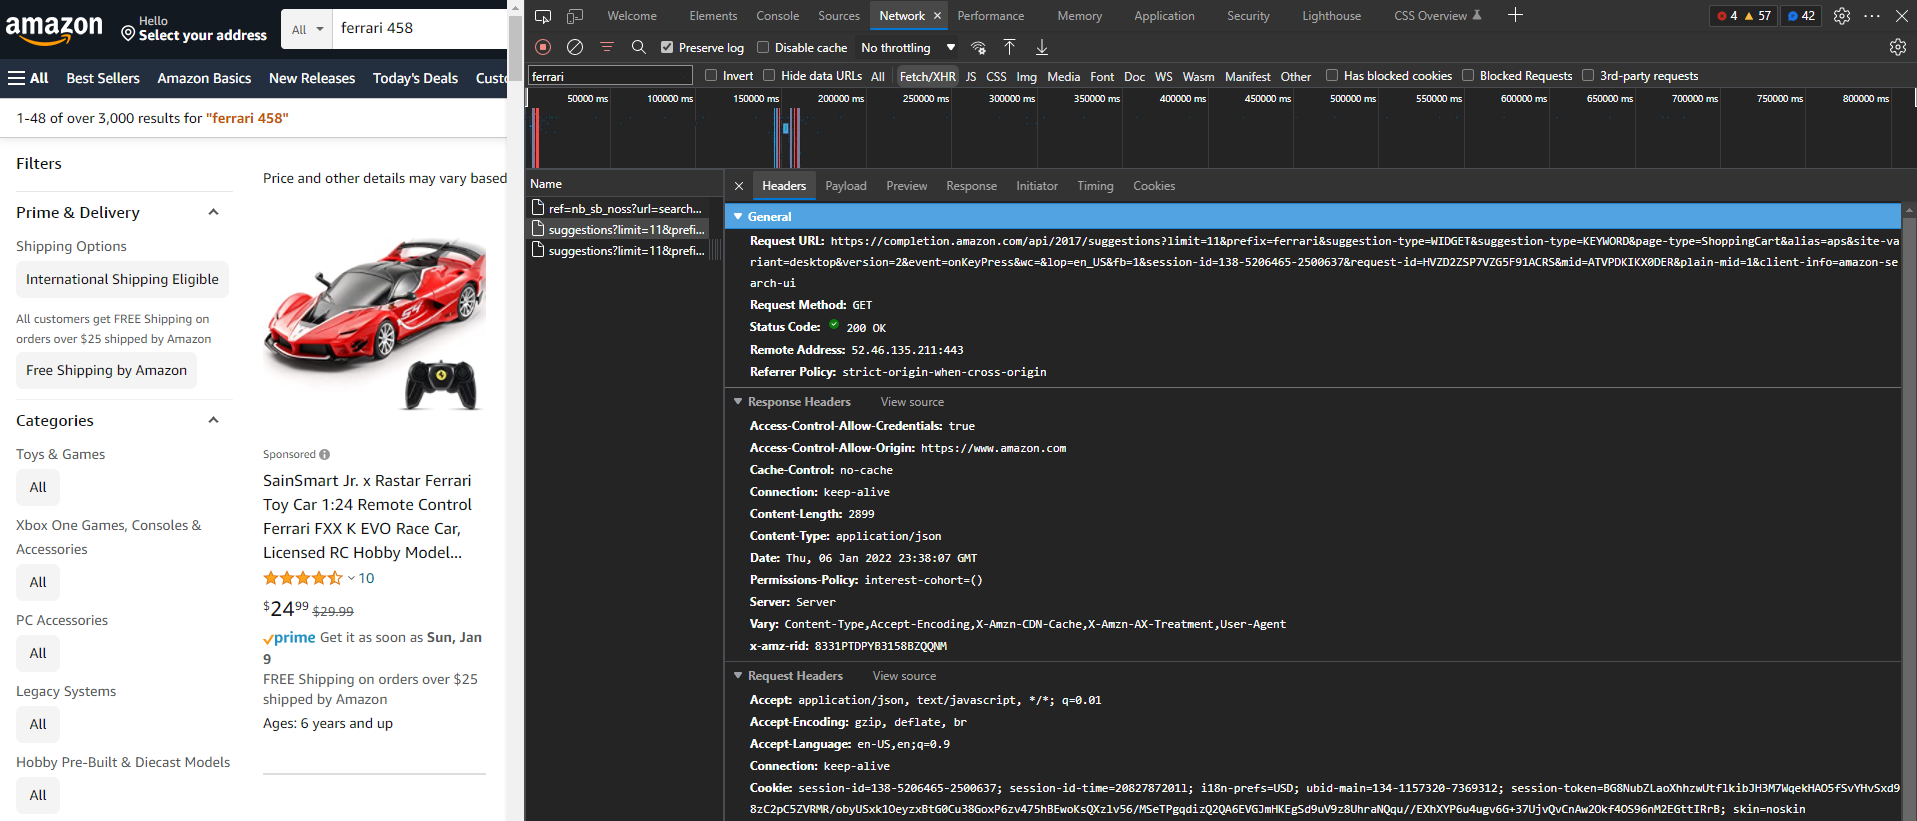 amazon
Hello
Select your address
All
ferrari 458
All Best Sellers Amazon Basics New Releases Today's Deals Custo
1-48 of over 3,000 results for "ferrari 458"
Filters
Prime & Delivery
Shipping Options
International Shipping Eligible
All customers get FREE Shipping on
orders over $25 shipped by Amazon
Free Shipping by Amazon
Categories
Toys & Games
All
Xbox One Games, Consoles &
Accessories
All
PC Accessories
All
Legacy Systems
All
Hobby Pre-Built & Diecast Models
All
Price and other details may vary based
Sponsored
SainSmart Jr. x Rastar Ferrari
Toy Car 1:24 Remote Control
Ferrari FXX K EVO Race Car,
Licensed RC Hobby Model...
10
$24.99 $29.99
prime Get it as soon as Sun, Jan
9
FREE Shipping on orders over $25
shipped by Amazon
Ages: 6 years and up
Welcome Elements Console Sources Network Performance Memory Application Security Lighthouse CSS Overview 4 57 42
Preserve log Disable cache No throttling
ferrari Invert Hide data URLs All Fetch/XHR JS CSS Img Media Font Doc WS Wasm Manifest Other Has blocked cookies Blocked Requests 3rd-party requests
50000 ms 100000 ms 150000 ms 200000 ms 250000 ms 300000 ms 350000 ms 400000 ms 450000 ms 500000 ms 550000 ms 600000 ms 650000 ms 700000 ms 750000 ms 800000 ms
Name
ref=nb_sb_noss?url=search...
suggestions?limit=11&prefi...
suggestions?limit=11&prefi...
Headers Payload Preview Response Initiator Timing Cookies
General
Request URL: https://completion.amazon.com/api/2017/suggestions?limit=11&prefix=ferrari&suggestion-type=WIDGET&suggestion-type=KEYWORD&page-type=ShoppingCart&alias=aps&site-va
riant=desktop&version=2&event=onKeyPress&wc=&lop=en_US&fb=1&session-id=138-5206465-2500637&request-id=HVZD2ZSP7VZG5F91ACRS&mid=ATVPDKIKX0DER&plain-mid=1&client-info=amazon-se
arch-ui
Request Method: GET
Status Code: 200 OK
Remote Address: 52.46.135.211:443
Referrer Policy: strict-origin-when-cross-origin
Response Headers View source
Access-Control-Allow-Credentials: true
Access-Control-Allow-Origin: https://www.amazon.com
Cache-Control: no-cache
Connection: keep-alive
Content-Length: 2899
Content-Type: application/json
Date: Thu, 06 Jan 2022 23:38:07 GMT
Permissions-Policy: interest-cohort=()
Server: Server
Vary: Content-Type,Accept-Encoding,X-Amzn-CDN-Cache,X-Amzn-AX-Treatment,User-Agent
x-amz-rid: 8331PTDPYB3158BZQQNM
Request Headers View source
Accept: application/json, text/javascript, */*; q=0.01
Accept-Encoding: gzip, deflate, br
Accept-Language: en-US,en;q=0.9
Connection: keep-alive
Cookie: session-id=138-5206465-2500637; session-id-time=2082787201l; i18n-prefs=USD; ubid-main=134-1157320-7369312; session-token=BG8NubZLaoXhhzwUtflkibJH3M7WqekHAO5fSvYHvSxd9
8zC2pC5ZVRMR/obyUSxk1OeyzxBtG0Cu38GoxP6zv475hBEwoKsQXzlv56/MSeTPgqdizQ2QA6EVGJmHKEgSd9uV9z8UhraNQqu//EXhXYP6u4ugv6G+37UjvQvCnAw2Okf4OS96nM2EGttIRrB; skin=noskin